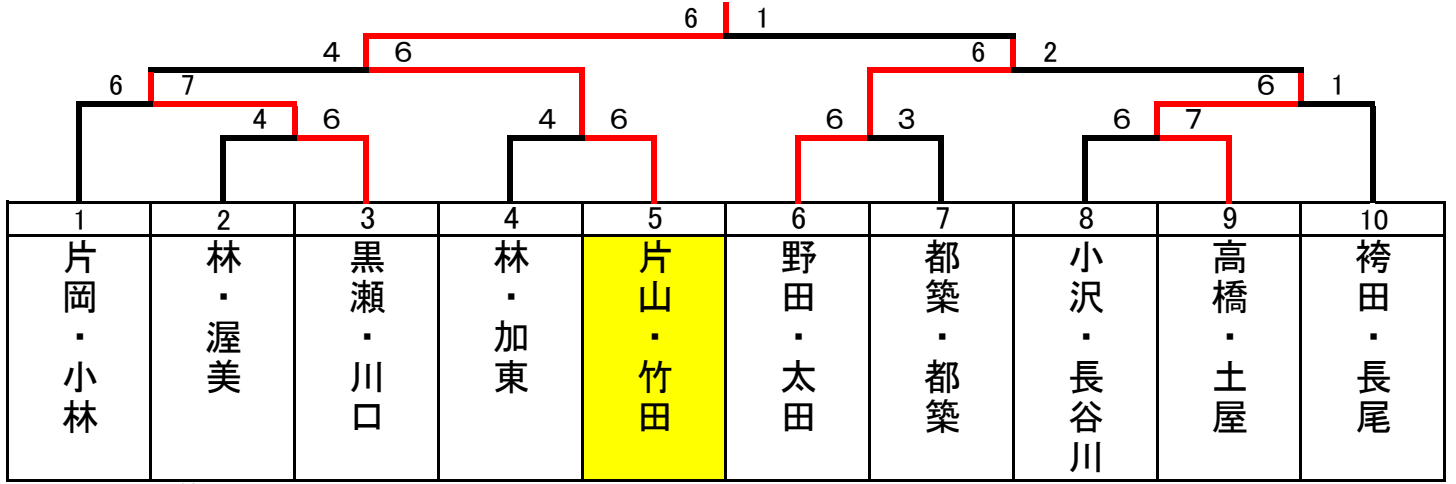 6 1
4 6
6 2
6 7
6 1
4 6
4 6
6 3
6 7
1 2 3 4 5 6 7 8 9 10
片岡・小林
林・渥美
黒瀬・川口
林・加東
片山・竹田
野田・太田
都築・都築
小沢・長谷川
高橋・土屋
袴田・長尾